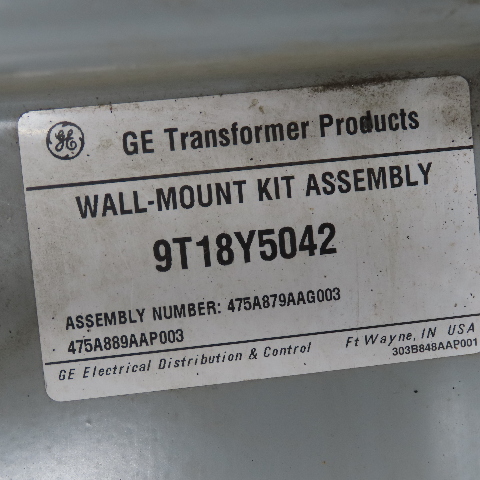 GE Transformer Products
WALL-MOUNT KIT ASSEMBLY
9T18Y5042
ASSEMBLY NUMBER: 475A879AAG003
475A889AAP003
GE Electrical Distribution & Control Ft Wayne, IN USA
303B848AAP001